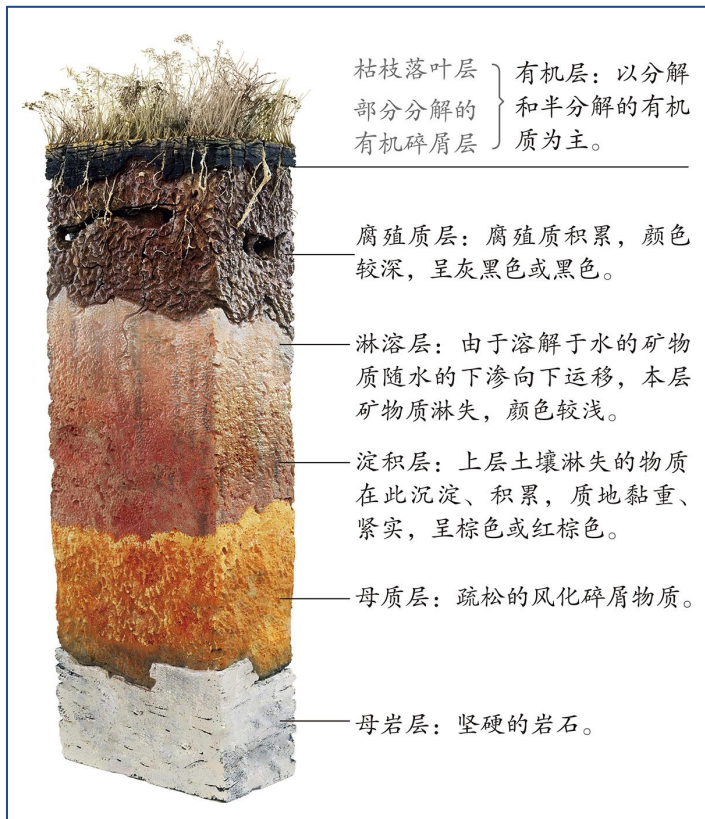 枯枝落叶层
部分分解的
有机碎屑层
有机层：以分解
和半分解的有机
质为主。
腐殖质层：腐殖质积累，颜色
较深，呈灰黑色或黑色。
淋溶层：由于溶解于水的矿物
质随水的下渗向下运移，本层
矿物质淋失，颜色较浅。
淀积层：上层土壤淋失的物质
在此沉淀、积累，质地黏重、
紧实，呈棕色或红棕色。
母质层：疏松的风化碎屑物质。
母岩层：坚硬的岩石。